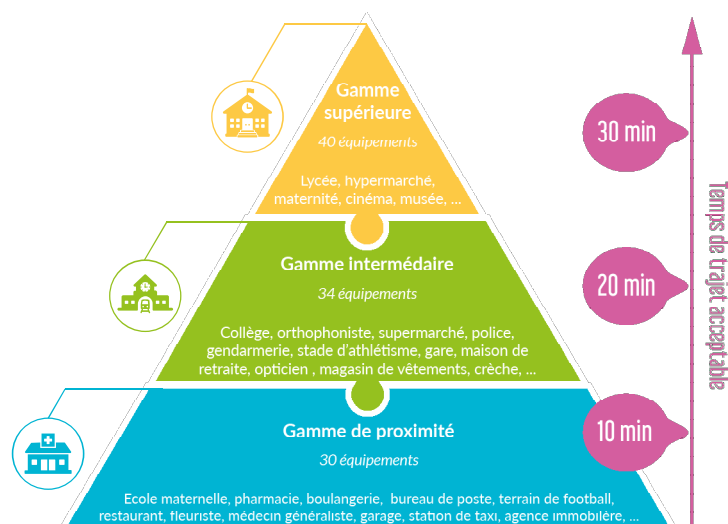 Gamme
supérieure
40 équipements
Lycée, hypermarché,
maternité, cinéma, musée, ...
30 min
Gamme intermédaire
34 équipements
Collège, orthophoniste, supermarché, police,
gendarmerie, stade d'athlétisme, gare, maison de
retraite, opticien , magasin de vêtements, crèche, ...
20 min
Gamme de proximité
30 équipements
Ecole maternelle, pharmacie, boulangerie, bureau de poste, terrain de football,
restaurant, fleuriste, médecin généraliste, garage, station de taxi, agence immobilère, ...
10 min
Temps de trajet acceptable